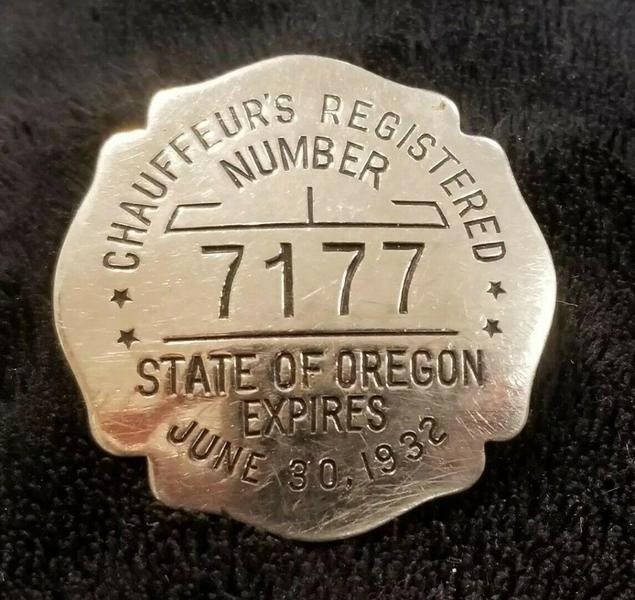 CHAUFFEUR'S REGISTERED
NUMBER
7177
STATE OF OREGON
EXPIRES
JUNE 30, 1932